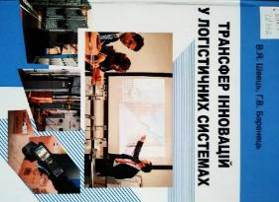 В.Я. Швець, Г.В. Баранець
ТРАНСФЕР ІННОВАЦІЙ
У ЛОГІСТИЧНИХ СИСТЕМАХ